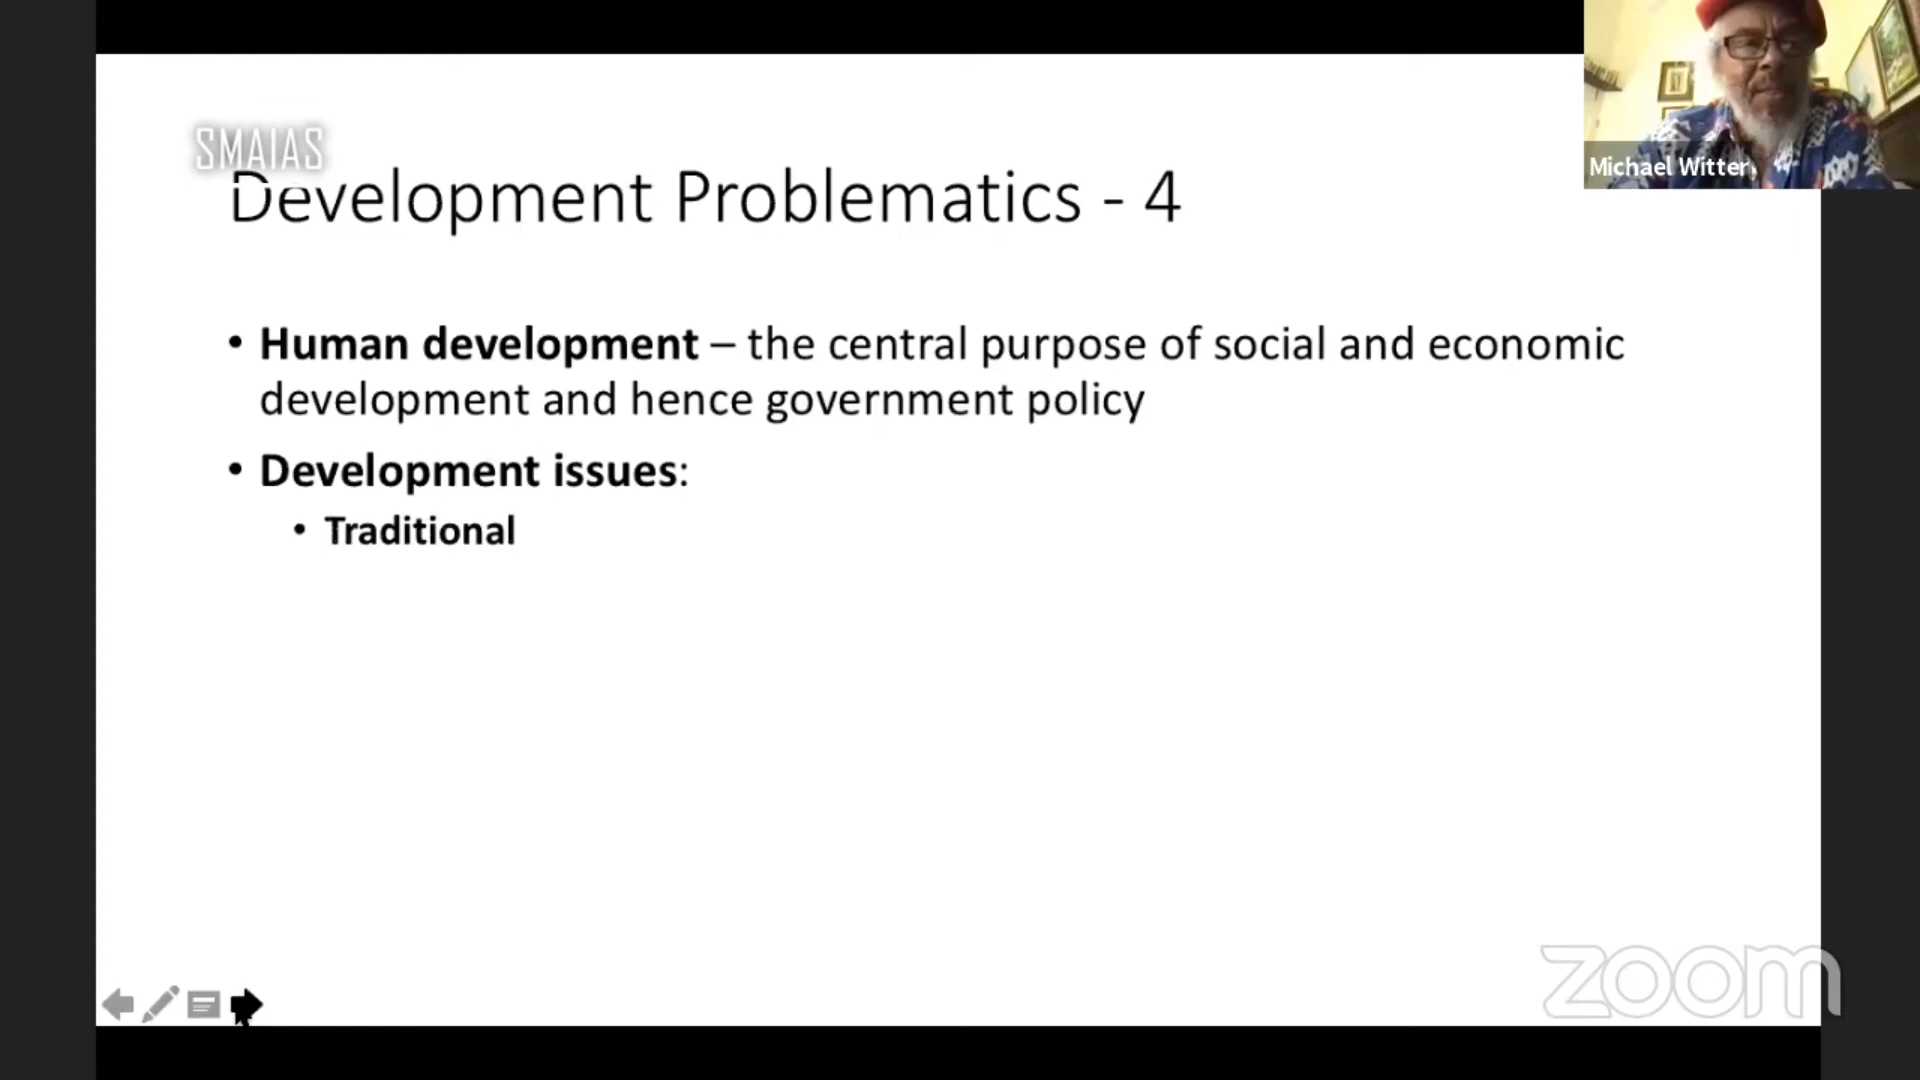 SMAIAS
Development Problematics - 4
Michael Witter
• Human development – the central purpose of social and economic
development and hence government policy
• Development issues:
• Traditional
zoom